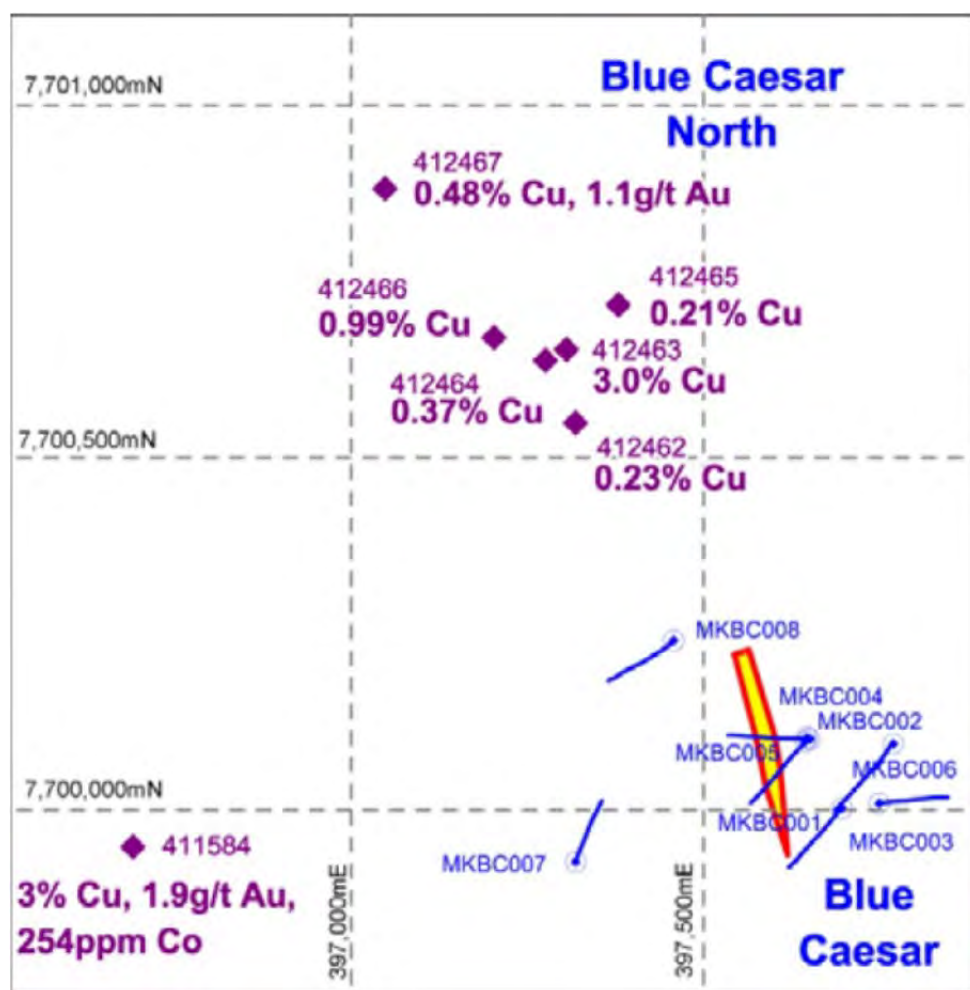 Blue Caesar
North
7,701,000mN
412467
0.48% Cu, 1.1g/t Au
412465
0.21% Cu
412466
0.99% Cu
412463
3.0% Cu
412464
0.37% Cu
7,700,500mN
412462
0.23% Cu
MKBC008
MKBC004
MKBC002
MKBC005
MKBC006
7,700,000mN
MKBC001
MKBC003
411584
MKBC007
3% Cu, 1.9g/t Au,
254ppm Co
397,000mE
397,500mE
Blue
Caesar